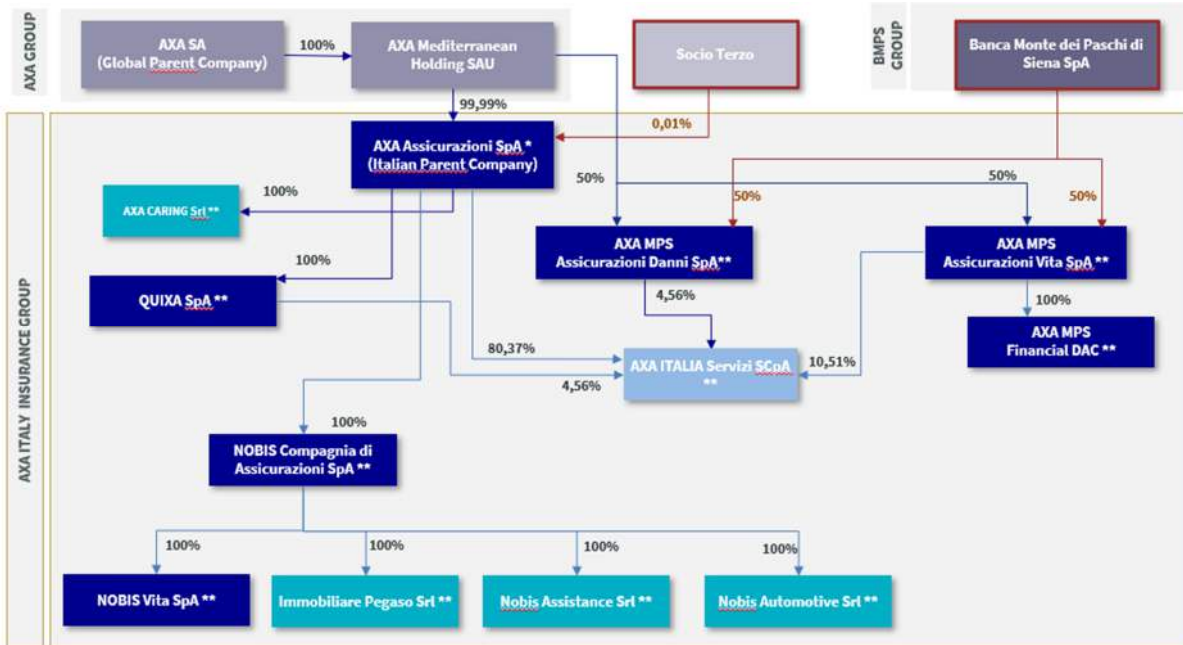 AXA GROUP
AXA SA
(Global Parent Company)
100%
AXA Mediterranean
Holding SAU
Socio Terzo
BMPS
GROUP
Banca Monte dei Paschi di
Siena SpA
99,99%
0,01%
AXA ITALY INSURANCE GROUP
AXA Assicurazioni SpA *
(Italian Parent Company)
100%
AXA CARING Srl **
50%
50%
50%
50%
100%
QUIXA SpA **
AXA MPS
Assicurazioni Danni SpA**
AXA MPS
Assicurazioni Vita SpA **
4,56%
100%
AXA MPS
Financial DAC **
80,37%
4,56%
AXA ITALIA Servizi SCpA
**
10,51%
100%
NOBIS Compagnia di
Assicurazioni SpA **
100%
100%
100%
100%
NOBIS Vita SpA **
Immobiliare Pegaso Srl **
Nobis Assistance Srl **
Nobis Automotive Srl **